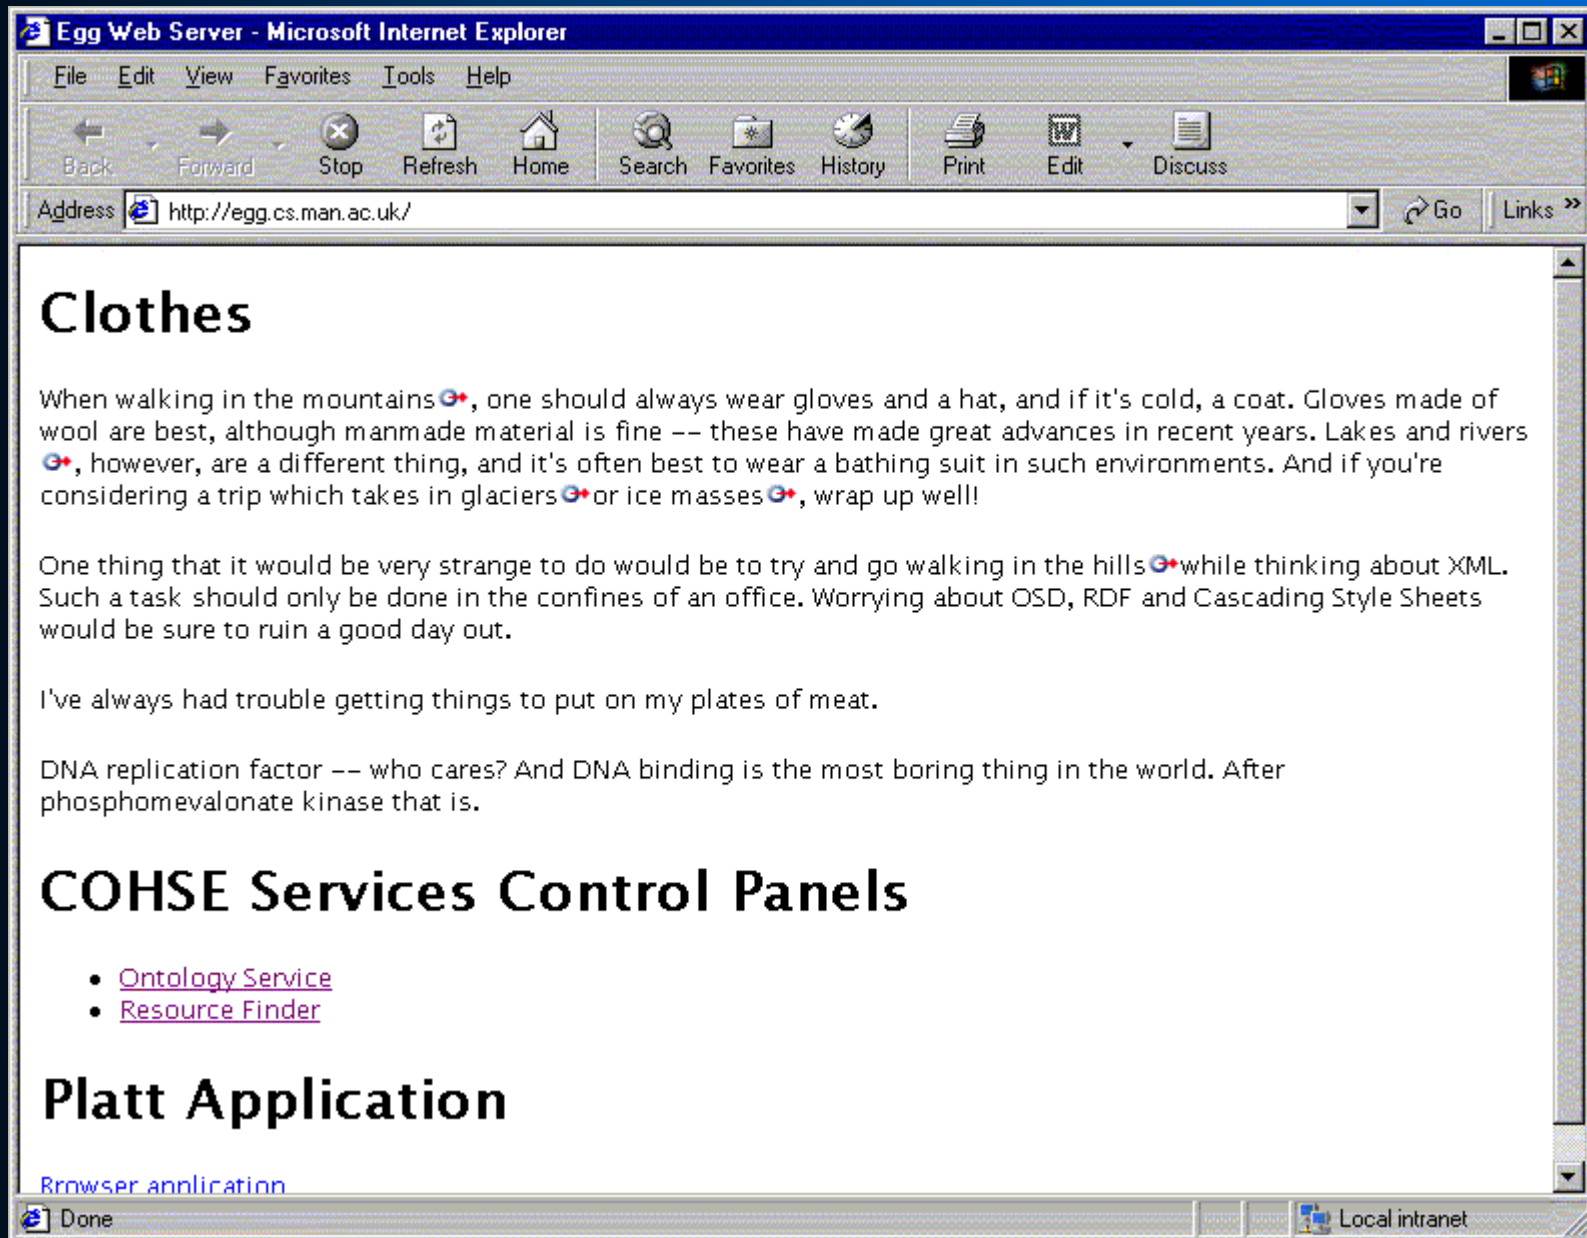 Egg Web Server - Microsoft Internet Explorer
File Edit View Favorites Tools Help
Back Forward Stop Refresh Home Search Favorites History Print Edit Discuss
Address http://egg.cs.man.ac.uk/ Go Links »
Clothes
When walking in the mountains, one should always wear gloves and a hat, and if it's cold, a coat. Gloves made of
wool are best, although manmade material is fine -- these have made great advances in recent years. Lakes and rivers
, however, are a different thing, and it's often best to wear a bathing suit in such environments. And if you're
considering a trip which takes in glaciers or ice masses, wrap up well!
One thing that it would be very strange to do would be to try and go walking in the hills while thinking about XML.
Such a task should only be done in the confines of an office. Worrying about OSD, RDF and Cascading Style Sheets
would be sure to ruin a good day out.
I've always had trouble getting things to put on my plates of meat.
DNA replication factor -- who cares? And DNA binding is the most boring thing in the world. After
phosphomevalonate kinase that is.
COHSE Services Control Panels
• Ontology Service
• Resource Finder
Platt Application
Browser application
Done Local intranet